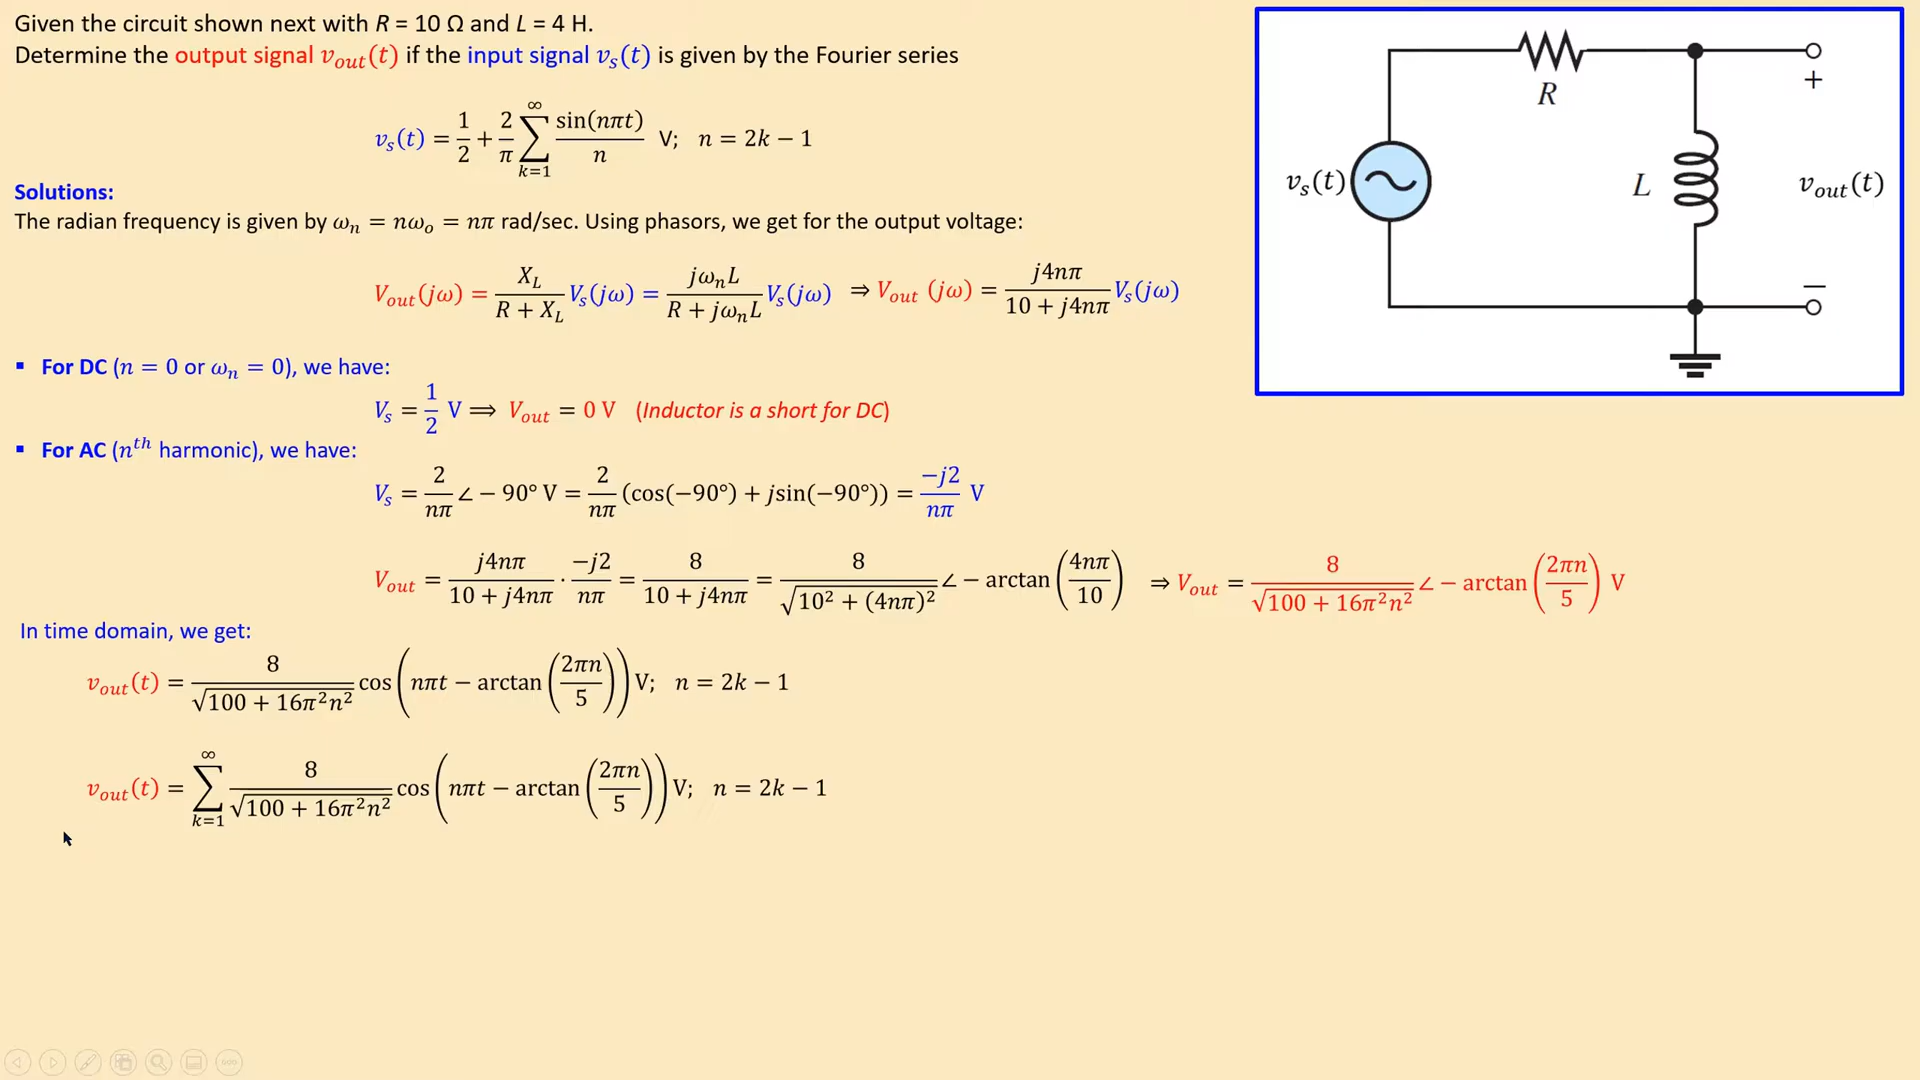 Given the circuit shown next with R = 10 Ω and L = 4 H.
Determine the output signal v_out(t) if the input signal v_s(t) is given by the Fourier series
v_s(t) = 1/2 + 2/π ∑_{k=1}^{∞} sin(nπt)/n V; n = 2k − 1
Solutions:
The radian frequency is given by ω_n = nω_o = nπ rad/sec. Using phasors, we get for the output voltage:
V_out(jω) = X_L/(R + X_L) V_s(jω) = jω_nL/(R + jω_nL) V_s(jω) ⇒ V_out (jω) = j4nπ/(10 + j4nπ) V_s(jω)
▪ For DC (n = 0 or ω_n = 0), we have:
V_s = 1/2 V ⟹ V_out = 0 V (Inductor is a short for DC)
▪ For AC (n^th harmonic), we have:
V_s = 2/nπ ∠ − 90° V = 2/nπ (cos(−90°) + jsin(−90°)) = −j2/nπ V
V_out = j4nπ/(10 + j4nπ) · −j2/nπ = 8/(10 + j4nπ) = 8/√(10² + (4nπ)²) ∠ − arctan(4nπ/10) ⇒ V_out = 8/√(100 + 16π²n²) ∠ − arctan(2πn/5) V
In time domain, we get:
v_out(t) = 8/√(100 + 16π²n²) cos(nπt − arctan(2πn/5)) V; n = 2k − 1
v_out(t) = ∑_{k=1}^{∞} 8/√(100 + 16π²n²) cos(nπt − arctan(2πn/5)) V; n = 2k − 1
R
+
v_s(t)
L
v_out(t)
−